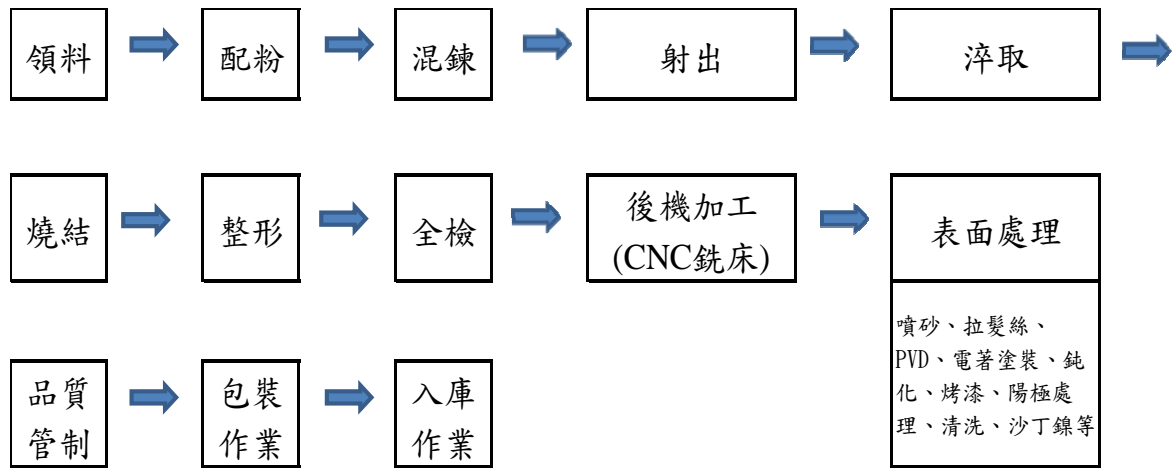 領料
配粉
混鍊
射出
淬取
燒結
整形
全檢
後機加工
(CNC銑床)
表面處理
噴砂、拉髮絲、
PVD、電著塗裝、鈍
化、烤漆、陽極處
理、清洗、沙丁鎳等
品質
管制
包裝
作業
入庫
作業